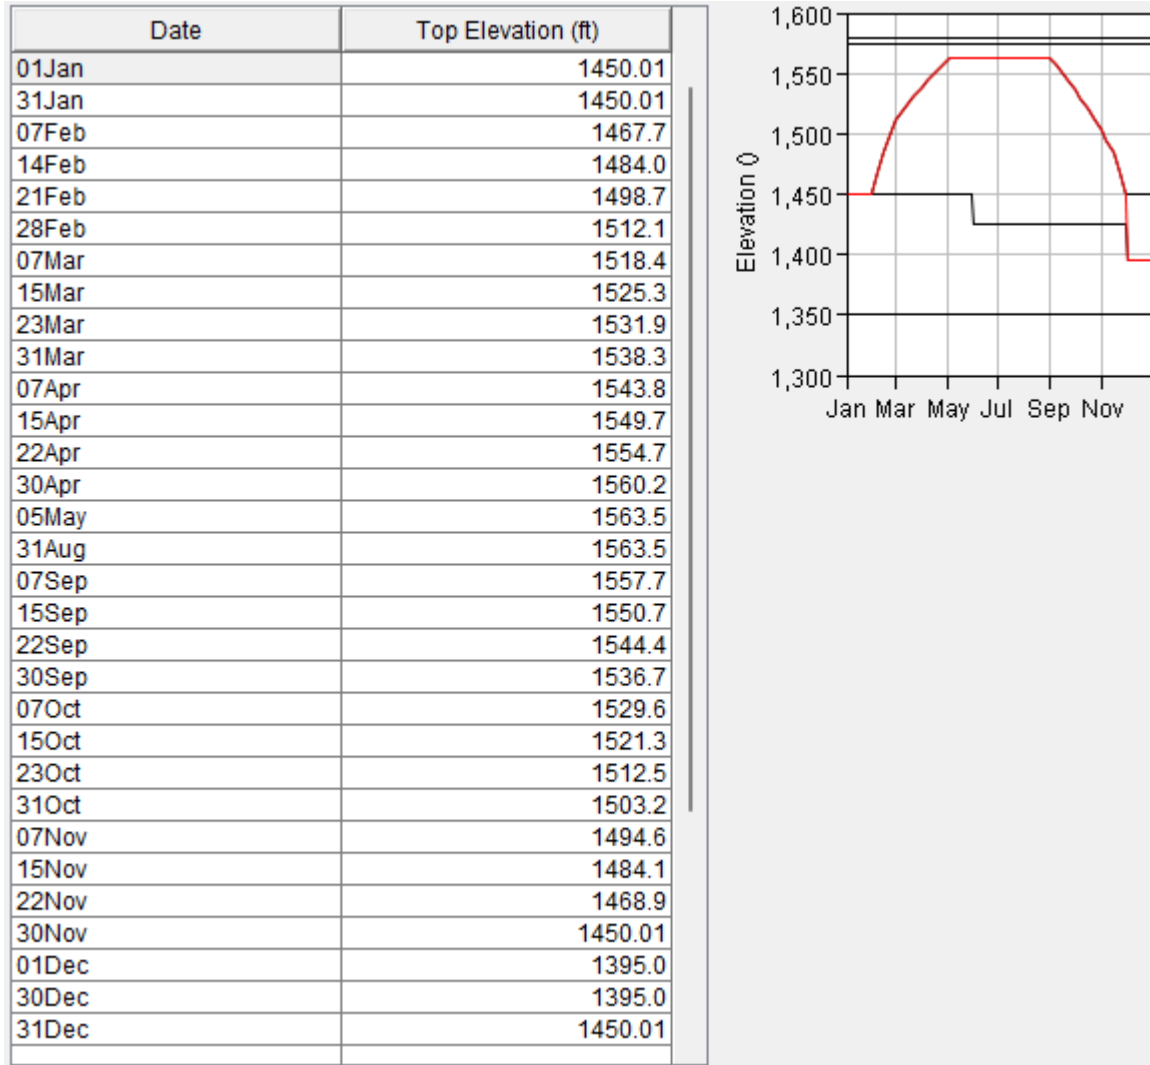 Date Top Elevation (ft)
01Jan 1450.01
31Jan 1450.01
07Feb 1467.7
14Feb 1484.0
21Feb 1498.7
28Feb 1512.1
07Mar 1518.4
15Mar 1525.3
23Mar 1531.9
31Mar 1538.3
07Apr 1543.8
15Apr 1549.7
22Apr 1554.7
30Apr 1560.2
05May 1563.5
31Aug 1563.5
07Sep 1557.7
15Sep 1550.7
22Sep 1544.4
30Sep 1536.7
07Oct 1529.6
15Oct 1521.3
23Oct 1512.5
31Oct 1503.2
07Nov 1494.6
15Nov 1484.1
22Nov 1468.9
30Nov 1450.01
01Dec 1395.0
30Dec 1395.0
31Dec 1450.01
Elevation ()
1,600
1,550
1,500
1,450
1,400
1,350
1,300
Jan Mar May Jul Sep Nov